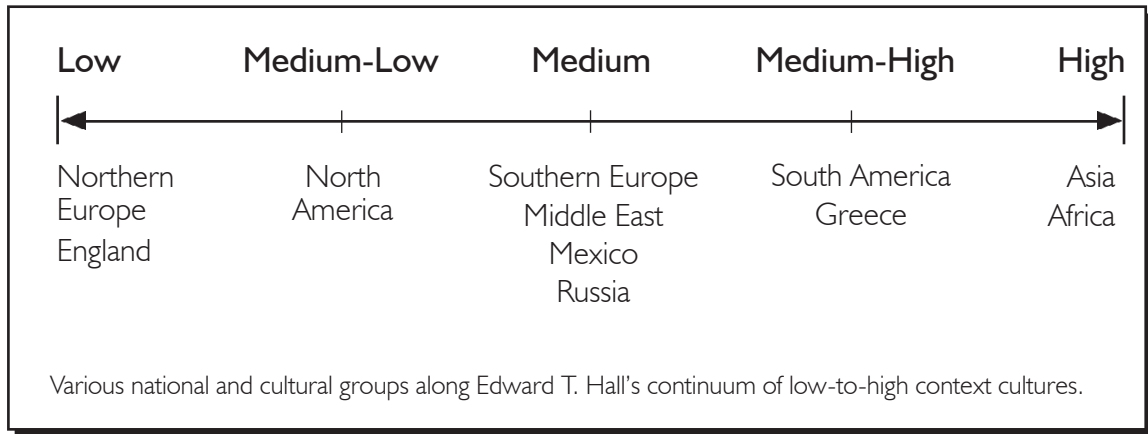 Low Medium-Low Medium Medium-High High
Northern
Europe
England
North
America
Southern Europe
Middle East
Mexico
Russia
South America
Greece
Asia
Africa
Various national and cultural groups along Edward T. Hall’s continuum of low-to-high context cultures.